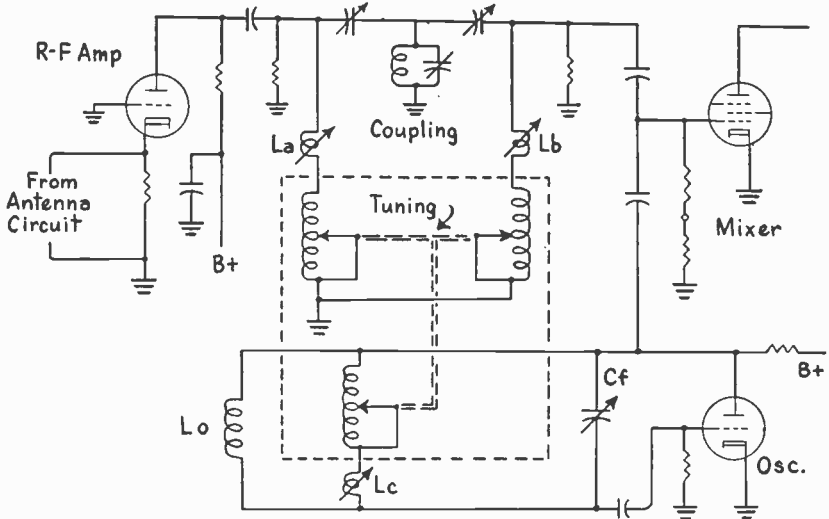 R-F Amp
Coupling
La
Lb
From
Antenna
Circuit
Tuning
B+
Mixer
B+
Cf
Lo
Lc
Osc.